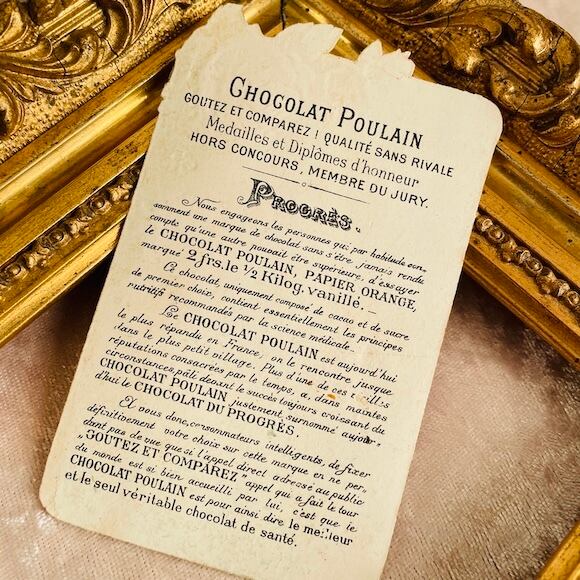 CHOCOLAT POULAIN
GOUTEZ ET COMPAREZ! QUALITÉ SANS RIVALE
Médailles et Diplômes d'honneur
HORS CONCOURS, MEMBRE DU JURY.
PROGRÈS.
Nous engageons les personnes qui par habitude con_
somment une marque de chocolat sans s'être jamais rendu
compte qu'une autre pouvait être supérieure, d'essayer
le CHOCOLAT POULAIN, PAPIER ORANGE,
marqué 2 frs. le ½ Kilog. vanillé. —
Ce chocolat, uniquement composé de cacao et de sucre
de premier choix, contient essentiellement les principes
nutritifs recommandés par la science médicale.
Le CHOCOLAT POULAIN est aujourd'hui
le plus répandu en France, on le rencontre jusque
dans le plus petit village. Plus d'une de ces
réputations consacrées par le temps, a, dans maintes
circonstances pâli devant le succès toujours croissant du
CHOCOLAT POULAIN justement surnommé aujour_
d'hui le CHOCOLAT DU PROGRÈS.
Et vous donc, consommateurs intelligents, de fixer
définitivement votre choix sur cette marque en ne per_
dant pas de vue que si l'appel direct adressé au public
„GOUTEZ ET COMPAREZ" appel qui a fait le tour
du monde est si bien accueilli par lui, c'est que le
CHOCOLAT POULAIN est pour ainsi dire le meilleur
et le seul véritable chocolat de santé.